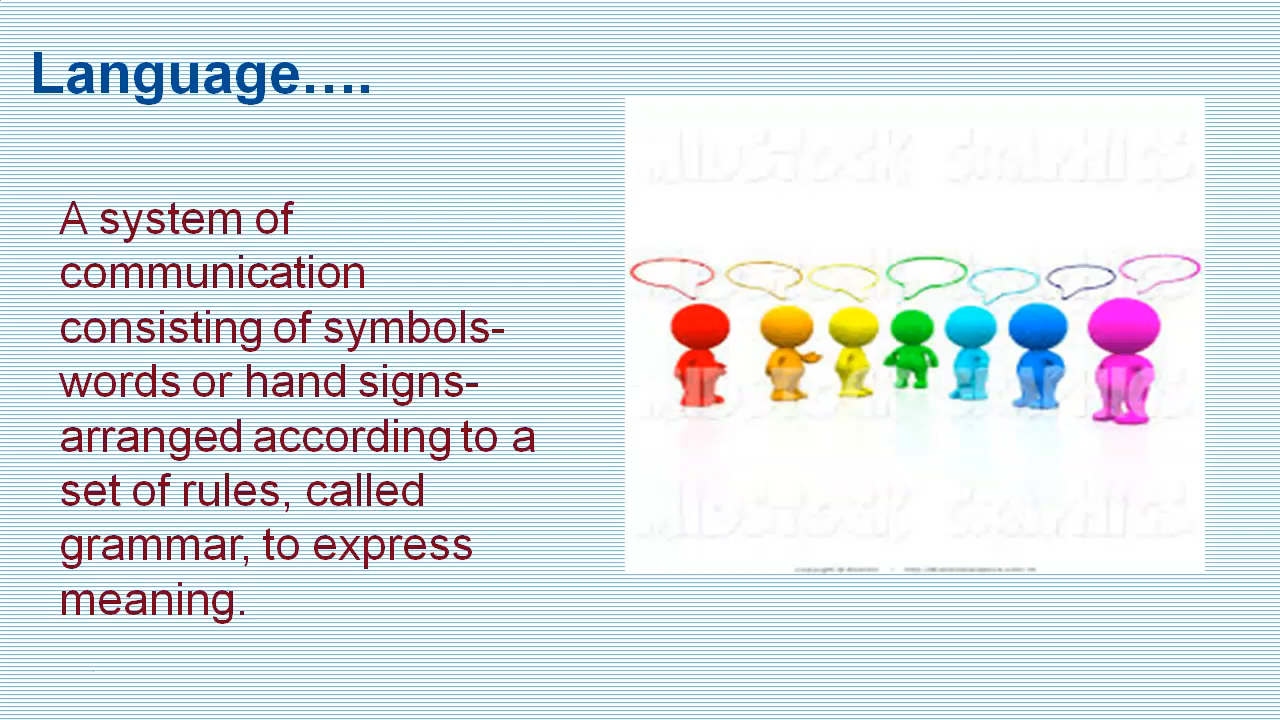 Language....
A system of
communication
consisting of symbols-
words or hand signs-
arranged according to a
set of rules, called
grammar, to express
meaning.